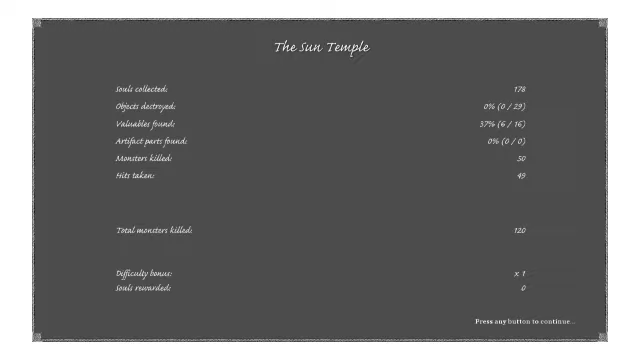 The Sun Temple
Souls collected: 178
Objects destroyed: 0% (0 / 29)
Valuables found: 37% (6 / 16)
Artifact parts found: 0% (0 / 0)
Monsters killed: 50
Hits taken: 49
Total monsters killed: 120
Difficulty bonus: x 1
Souls rewarded: 0
Press any button to continue...